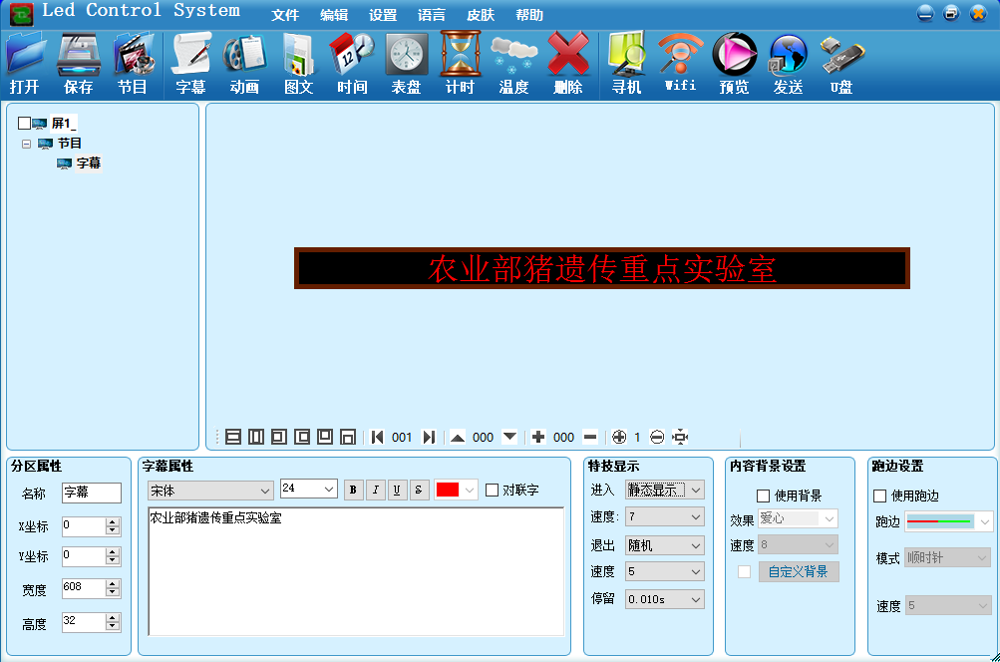 Led Control System 文件 编辑 设置 语言 皮肤 帮助
打开 保存 节目 字幕 动画 图文 时间 表盘 计时 温度 删除 寻机 Wifi 预览 发送 U盘
屏1_
节目
字幕
农业部猪遗传重点实验室
001 000 000 1
分区属性
名称 字幕
X坐标 0
Y坐标 0
宽度 608
高度 32
字幕属性
宋体 24 B I U S 对联字
农业部猪遗传重点实验室
特技显示
进入 静态显示
速度: 7
退出 随机
速度 5
停留 0.010s
内容背景设置
使用背景
效果 爱心
速度 8
自定义背景
跑边设置
使用跑边
跑边
模式 顺时针
速度 5